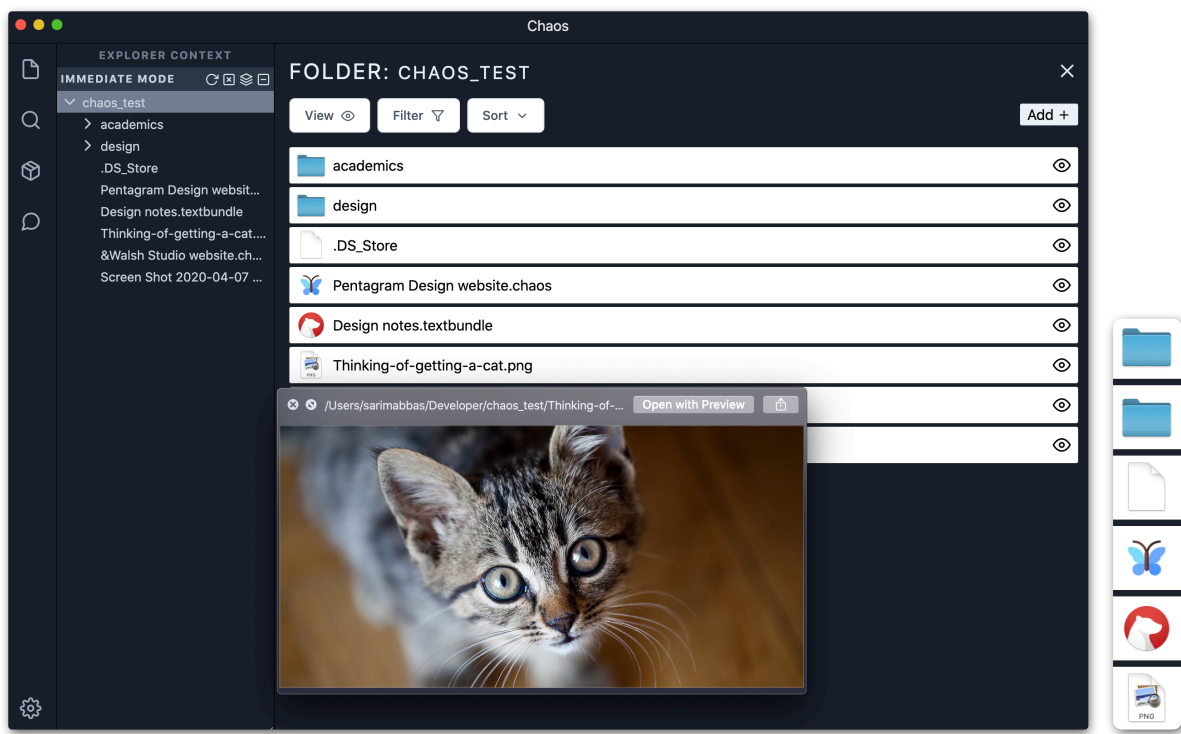 Chaos
EXPLORER CONTEXT
IMMEDIATE MODE
chaos_test
academics
design
.DS_Store
Pentagram Design websit...
Design notes.textbundle
Thinking-of-getting-a-cat....
&Walsh Studio website.ch...
Screen Shot 2020-04-07 ...
FOLDER: CHAOS_TEST
View
Filter
Sort
Add +
academics
design
.DS_Store
Pentagram Design website.chaos
Design notes.textbundle
Thinking-of-getting-a-cat.png
/Users/sarimabbas/Developer/chaos_test/Thinking-of-... Open with Preview
PNG
PNG